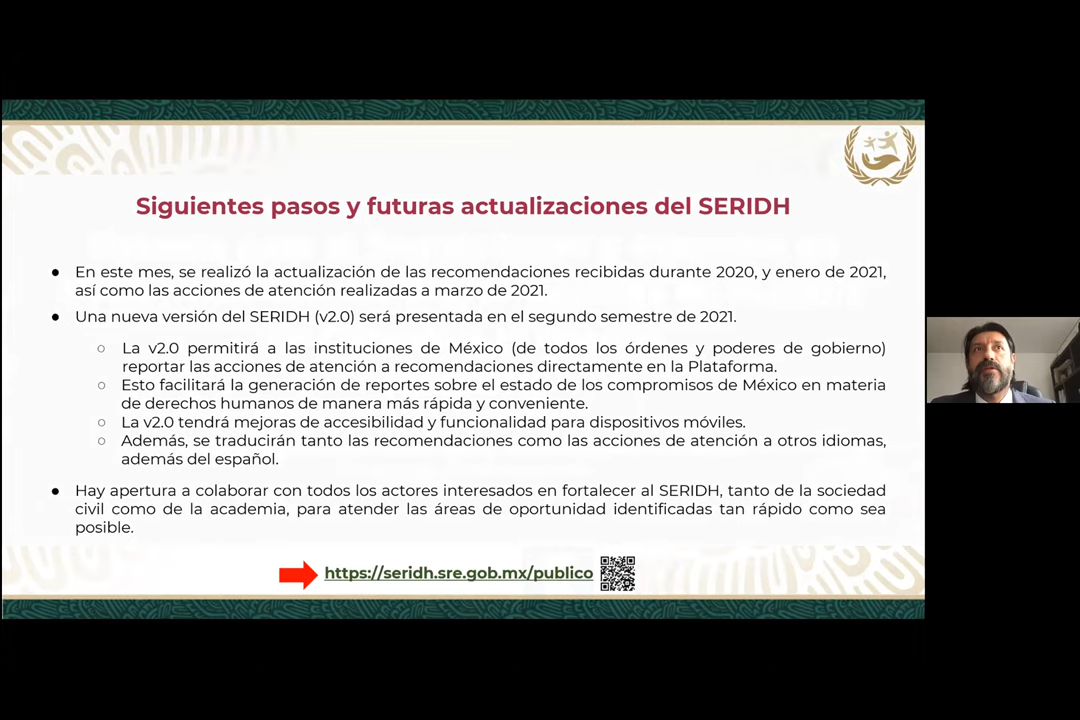 Siguientes pasos y futuras actualizaciones del SERIDH
● En este mes, se realizó la actualización de las recomendaciones recibidas durante 2020, y enero de 2021,
así como las acciones de atención realizadas a marzo de 2021.
● Una nueva versión del SERIDH (v2.0) será presentada en el segundo semestre de 2021.
○ La v2.0 permitirá a las instituciones de México (de todos los órdenes y poderes de gobierno)
reportar las acciones de atención a recomendaciones directamente en la Plataforma.
○ Esto facilitará la generación de reportes sobre el estado de los compromisos de México en materia
de derechos humanos de manera más rápida y conveniente.
○ La v2.0 tendrá mejoras de accesibilidad y funcionalidad para dispositivos móviles.
○ Además, se traducirán tanto las recomendaciones como las acciones de atención a otros idiomas,
además del español.
● Hay apertura a colaborar con todos los actores interesados en fortalecer al SERIDH, tanto de la sociedad
civil como de la academia, para atender las áreas de oportunidad identificadas tan rápido como sea
posible.
https://seridh.sre.gob.mx/publico